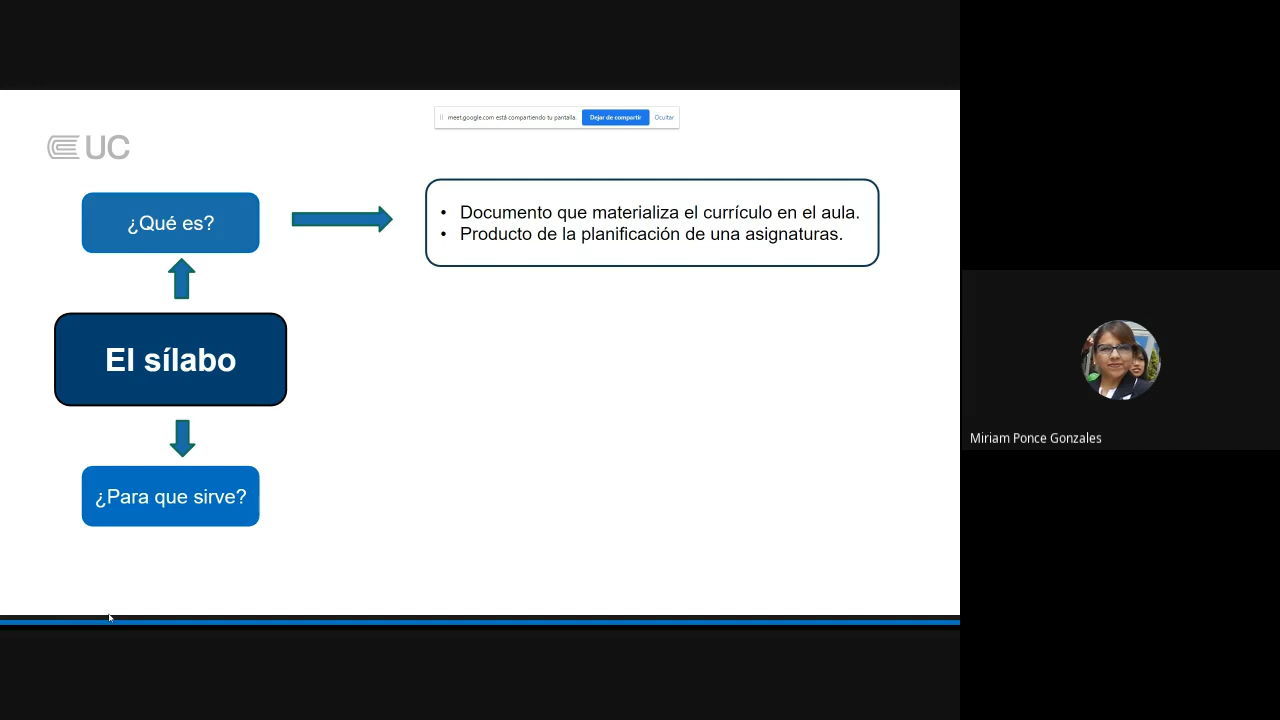 meet.google.com está compartiendo tu pantalla.
Dejar de compartir
Ocultar
UC
¿Qué es?
• Documento que materializa el currículo en el aula.
• Producto de la planificación de una asignaturas.
El sílabo
¿Para que sirve?
Miriam Ponce Gonzales